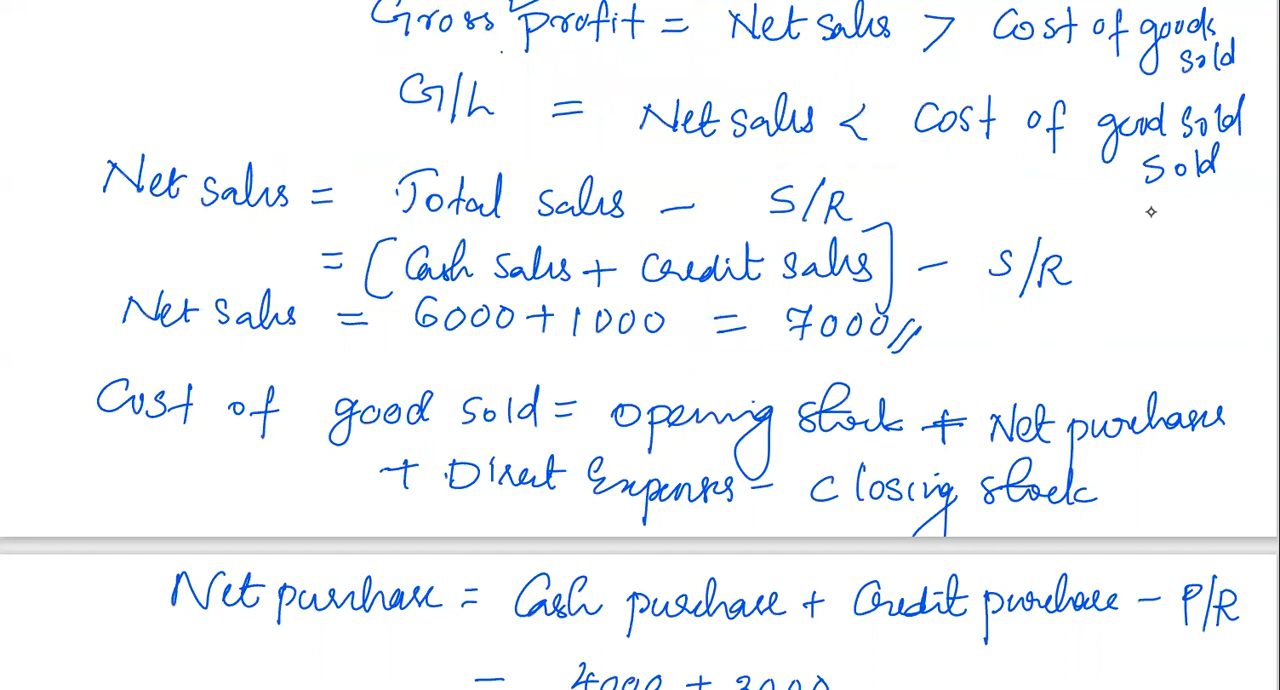 Gross profit = Net sales > Cost of goods sold
G/L = Net sales < Cost of good sold
sold
Net sales = Total sales - S/R
= [Cash sales + Credit sales] - S/R
Net Sales = 6000 + 1000 = 7000//
Cost of good sold = opening stock + Net purchase
+ Direct Expenses - closing stock
Net purchase = Cash purchase + Credit purchase - P/R
= 4000 + 3000